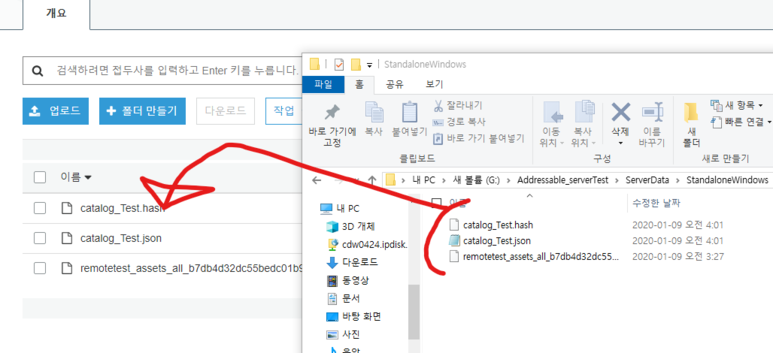 개요
검색하려면 접두사를 입력하고 Enter 키를 누릅니다.
업로드
폴더 만들기
다운로드
작업
이름
catalog_Test.hash
catalog_Test.json
remotetest_assets_all_b7db4d32dc55bedc01b9
StandaloneWindows
파일
홈
공유
보기
바로 가기에
고정
복사
붙여넣기
잘라내기
경로 복사
바로 가기 붙여넣기
클립보드
이동
위치
복사
위치
삭제
이름
바꾸기
구성
새
폴더
새 항목
빠른 연결
새로 만들기
내 PC > 새 볼륨 (G:) > Addressable_serverTest > ServerData > StandaloneWindows
내 PC
3D 개체
cdw0424.ipdisk.
다운로드
동영상
문서
바탕 화면
사진
음악
이름
수정한 날짜
catalog_Test.hash
2020-01-09 오전 4:01
catalog_Test.json
2020-01-09 오전 4:01
remotetest_assets_all_b7db4d32dc55...
2020-01-09 오전 3:27